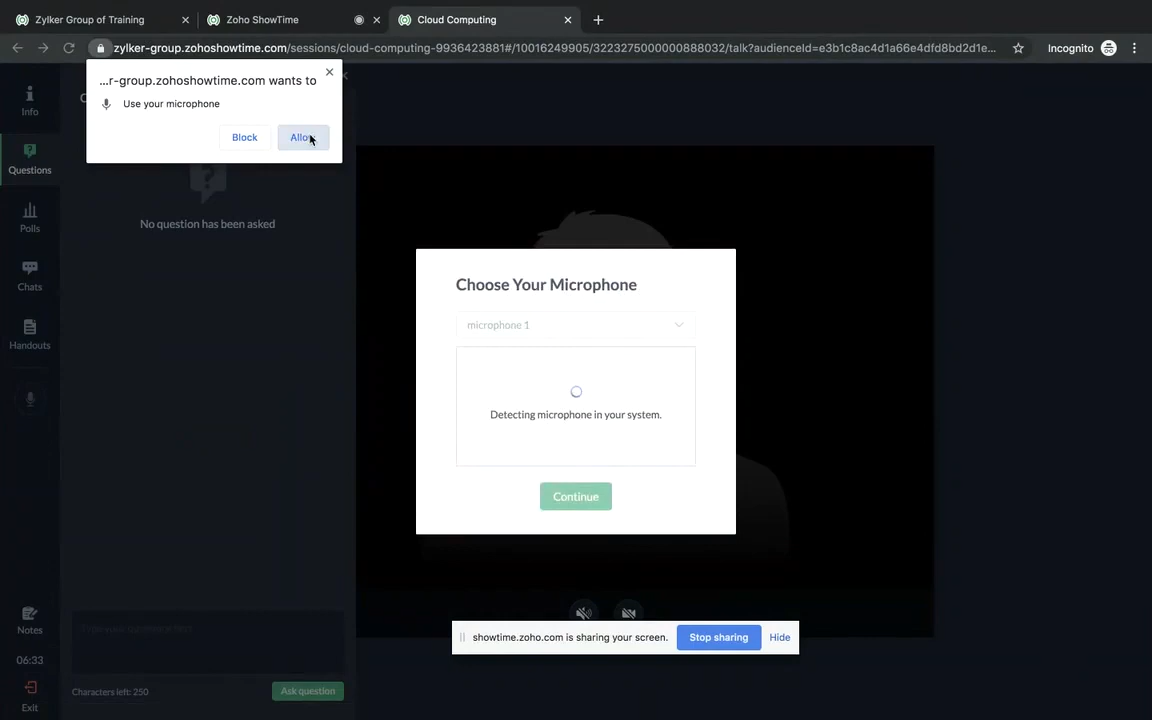 Zylker Group of Training
Zoho ShowTime
Cloud Computing
zylker-group.zohoshowtime.com/sessions/cloud-computing-9936423881#/10016249905/3223275000000888032/talk?audienceId=e3b1c8ac4d1a66e4dfd8bd2d1e...
Incognito
...r-group.zohoshowtime.com wants to
Use your microphone
Block
Allow
Info
Questions
Polls
Chats
Handouts
Notes
06:33
Exit
No question has been asked
Characters left: 250
Ask question
Choose Your Microphone
microphone 1
Detecting microphone in your system.
Continue
showtime.zoho.com is sharing your screen.
Stop sharing
Hide